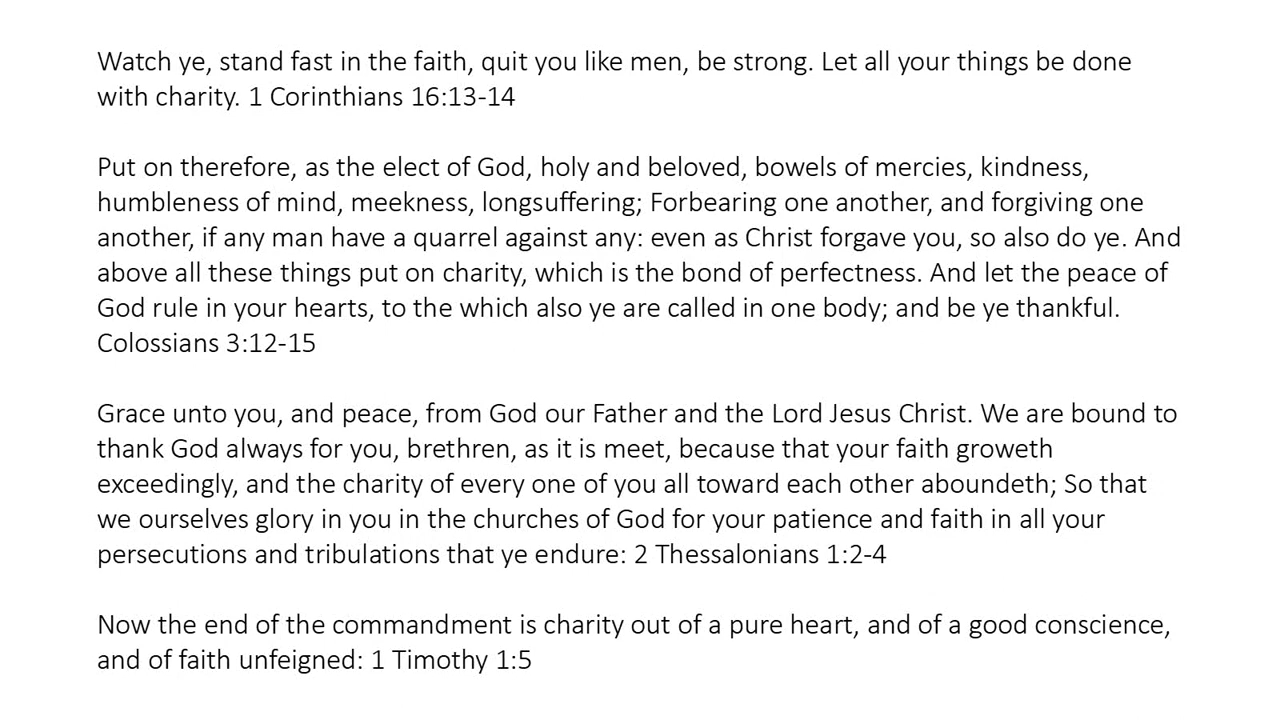 Watch ye, stand fast in the faith, quit you like men, be strong. Let all your things be done
with charity. 1 Corinthians 16:13-14
Put on therefore, as the elect of God, holy and beloved, bowels of mercies, kindness,
humbleness of mind, meekness, longsuffering; Forbearing one another, and forgiving one
another, if any man have a quarrel against any: even as Christ forgave you, so also do ye. And
above all these things put on charity, which is the bond of perfectness. And let the peace of
God rule in your hearts, to the which also ye are called in one body; and be ye thankful.
Colossians 3:12-15
Grace unto you, and peace, from God our Father and the Lord Jesus Christ. We are bound to
thank God always for you, brethren, as it is meet, because that your faith groweth
exceedingly, and the charity of every one of you all toward each other aboundeth; So that
we ourselves glory in you in the churches of God for your patience and faith in all your
persecutions and tribulations that ye endure: 2 Thessalonians 1:2-4
Now the end of the commandment is charity out of a pure heart, and of a good conscience,
and of faith unfeigned: 1 Timothy 1:5